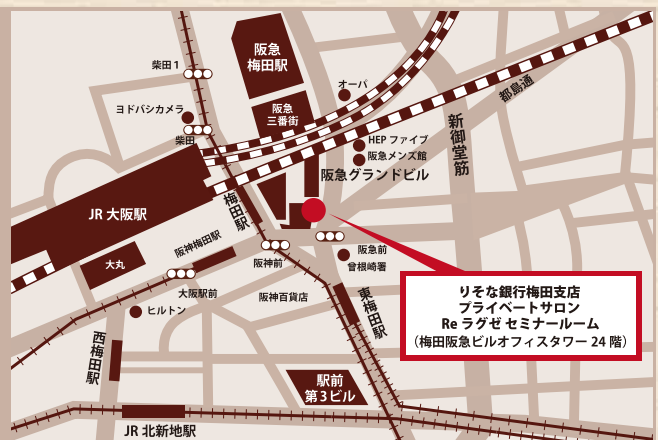 柴田1
阪急
梅田駅
オーパ
都島通
ヨドバシカメラ
阪急
三番街
新御堂筋
柴田
HEP ファイブ
阪急メンズ館
阪急グランドビル
梅田駅
JR 大阪駅
阪神梅田駅
阪急前
大丸
阪神前
曾根崎署
大阪駅前
阪神百貨店
ヒルトン
東梅田駅
りそな銀行梅田支店
プライベートサロン
Re ラグゼ セミナールーム
（梅田阪急ビルオフィスタワー 24 階）
西梅田駅
駅前
第3ビル
JR 北新地駅